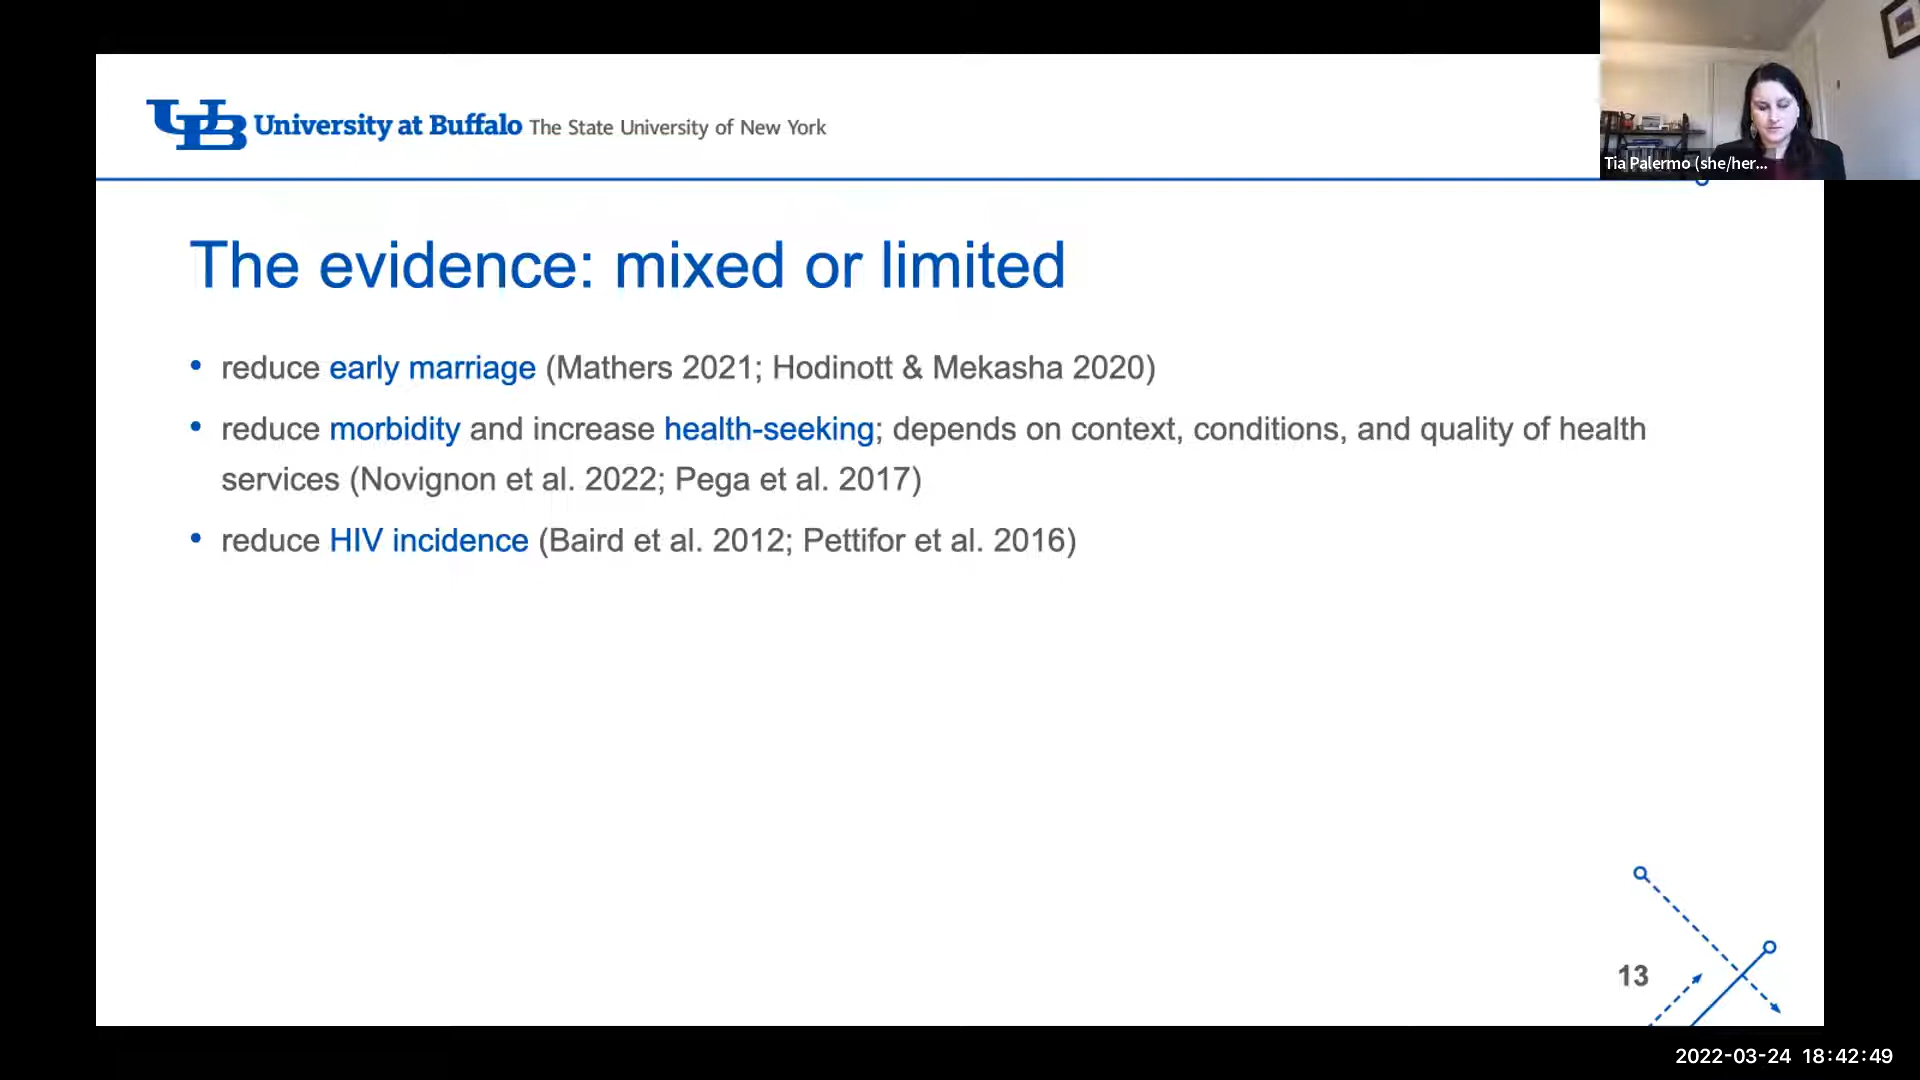 University at Buffalo The State University of New York
Tia Palermo (she/her...
The evidence: mixed or limited
• reduce early marriage (Mathers 2021; Hodinott & Mekasha 2020)
• reduce morbidity and increase health-seeking; depends on context, conditions, and quality of health
services (Novignon et al. 2022; Pega et al. 2017)
• reduce HIV incidence (Baird et al. 2012; Pettifor et al. 2016)
13
2022-03-24 18:42:49